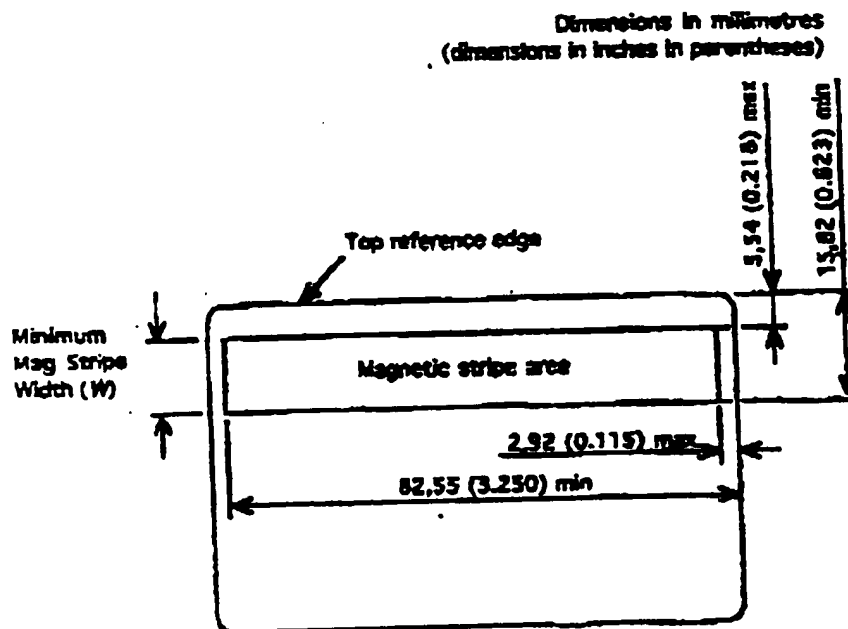 Dimensions in millimetres
(dimensions in inches in parentheses)
5,54 (0.218) max
15,82 (0.623) min
Top reference edge
Minimum
Mag Stripe
Width (W)
Magnetic stripe area
2,92 (0.115) max
82,55 (3.250) min